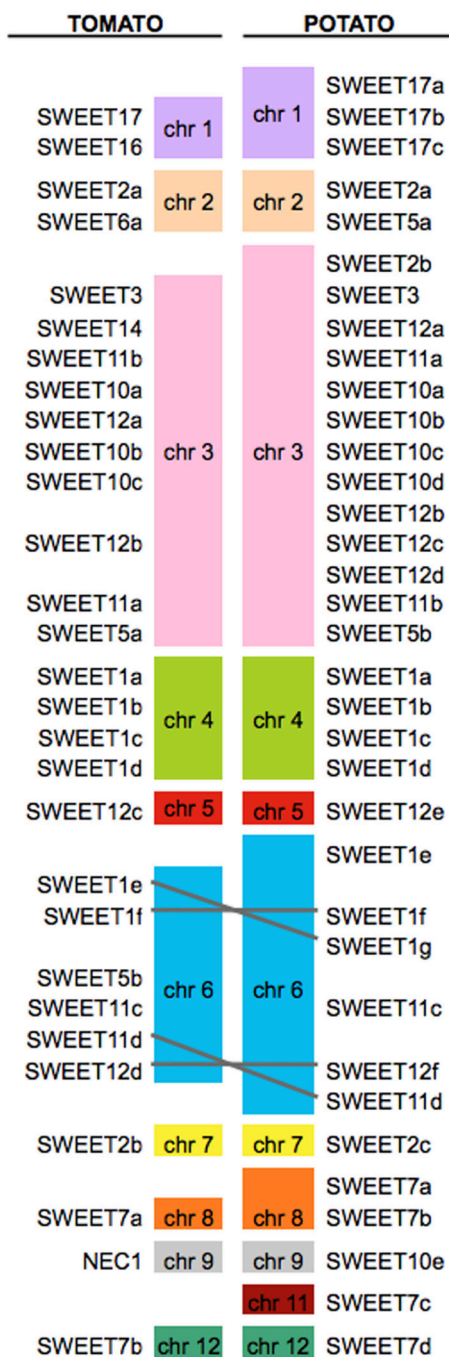 TOMATO POTATO
SWEET17a
SWEET17 chr 1 chr 1 SWEET17b
SWEET16 SWEET17c
SWEET2a chr 2 chr 2 SWEET2a
SWEET6a SWEET5a
SWEET2b
SWEET3 SWEET3
SWEET14 SWEET12a
SWEET11b SWEET11a
SWEET10a SWEET10a
SWEET12a SWEET10b
SWEET10b chr 3 chr 3 SWEET10c
SWEET10c SWEET10d
SWEET12b
SWEET12b SWEET12c
SWEET12d
SWEET11a SWEET11b
SWEET5a SWEET5b
SWEET1a SWEET1a
SWEET1b chr 4 chr 4 SWEET1b
SWEET1c SWEET1c
SWEET1d SWEET1d
SWEET12c chr 5 chr 5 SWEET12e
SWEET1e
SWEET1e
SWEET1f SWEET1f
SWEET1g
SWEET5b chr 6 chr 6
SWEET11c SWEET11c
SWEET11d
SWEET12d SWEET12f
SWEET11d
SWEET2b chr 7 chr 7 SWEET2c
SWEET7a
SWEET7a chr 8 chr 8 SWEET7b
NEC1 chr 9 chr 9 SWEET10e
chr 11 SWEET7c
SWEET7b chr 12 chr 12 SWEET7d